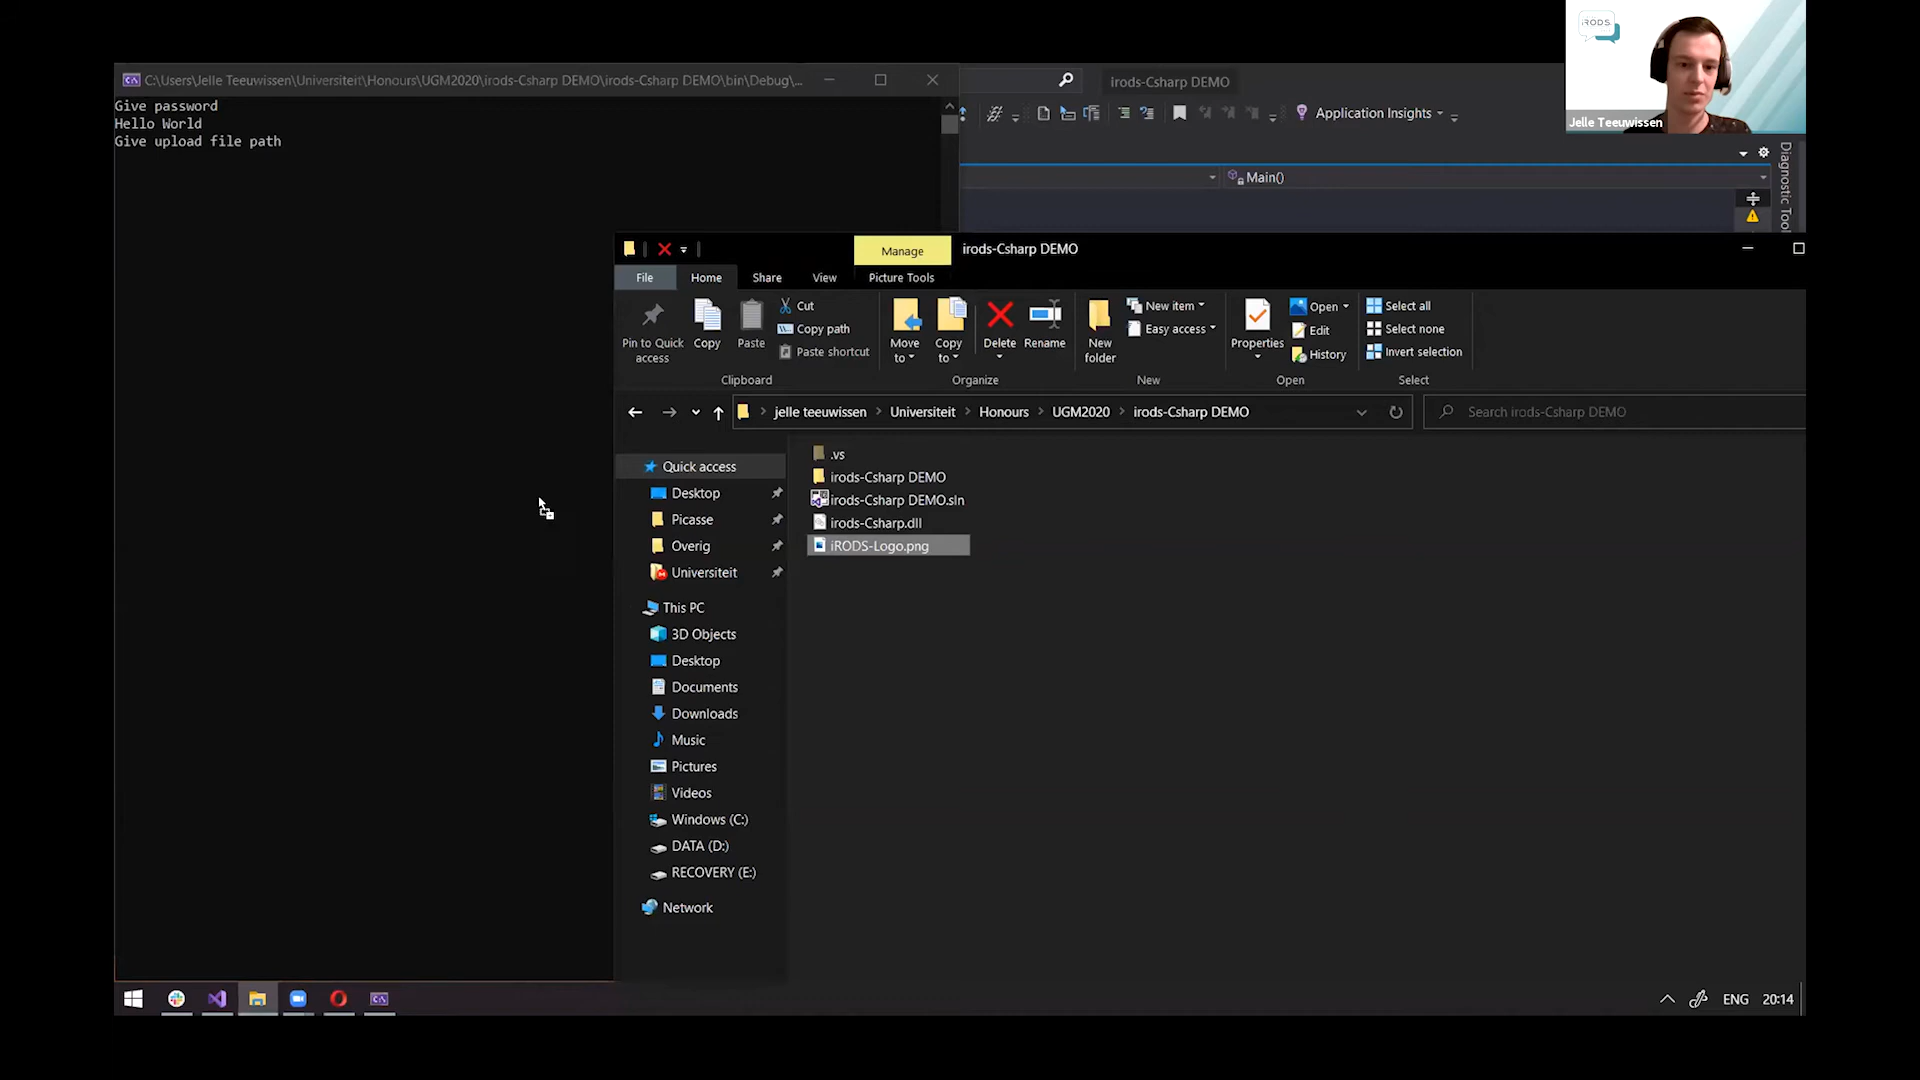 iRODS
Jelle Teeuwissen
C:\Users\Jelle Teeuwissen\Universiteit\Honours\UGM2020\irods-Csharp DEMO\irods-Csharp DEMO\bin\Debug\...
Give password
Hello World
Give upload file path
irods-Csharp DEMO
Application Insights
Main()
Diagnostic Tool
Manage
irods-Csharp DEMO
File
Home
Share
View
Picture Tools
Pin to Quick access
Copy
Paste
Cut
Copy path
Paste shortcut
Move to
Copy to
Delete
Rename
New folder
New item
Easy access
Properties
Open
Edit
History
Select all
Select none
Invert selection
Clipboard
Organize
New
Open
Select
jelle teeuwissen
Universiteit
Honours
UGM2020
irods-Csharp DEMO
Search irods-Csharp DEMO
Quick access
Desktop
Picasse
Overig
Universiteit
This PC
3D Objects
Desktop
Documents
Downloads
Music
Pictures
Videos
Windows (C:)
DATA (D:)
RECOVERY (E:)
Network
.vs
irods-Csharp DEMO
irods-Csharp DEMO.sln
irods-Csharp.dll
iRODS-Logo.png
ENG
20:14